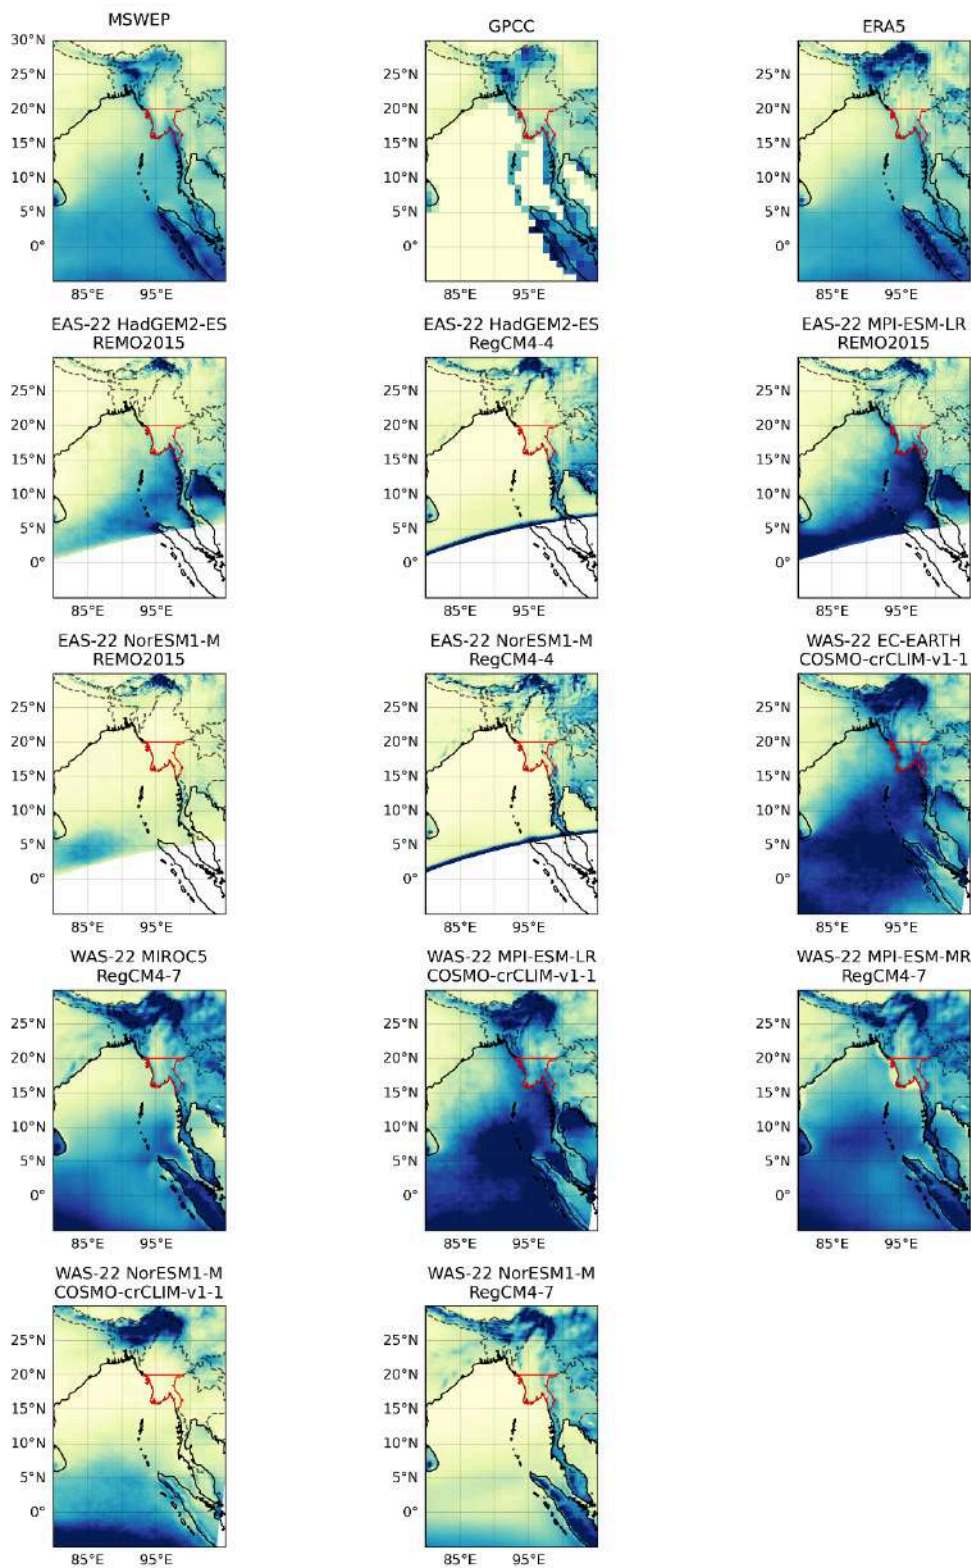 MSWEP
GPCC
ERA5
30°N
25°N
20°N
15°N
10°N
5°N
0°
85°E
95°E
25°N
20°N
15°N
10°N
5°N
0°
85°E
95°E
25°N
20°N
15°N
10°N
5°N
0°
85°E
95°E
EAS-22 HadGEM2-ES
REMO2015
EAS-22 HadGEM2-ES
RegCM4-4
EAS-22 MPI-ESM-LR
REMO2015
25°N
20°N
15°N
10°N
5°N
0°
85°E
95°E
25°N
20°N
15°N
10°N
5°N
0°
85°E
95°E
25°N
20°N
15°N
10°N
5°N
0°
85°E
95°E
EAS-22 NorESM1-M
REMO2015
EAS-22 NorESM1-M
RegCM4-4
WAS-22 EC-EARTH
COSMO-crCLIM-v1-1
25°N
20°N
15°N
10°N
5°N
0°
85°E
95°E
25°N
20°N
15°N
10°N
5°N
0°
85°E
95°E
25°N
20°N
15°N
10°N
5°N
0°
85°E
95°E
WAS-22 MIROC5
RegCM4-7
WAS-22 MPI-ESM-LR
COSMO-crCLIM-v1-1
WAS-22 MPI-ESM-MR
RegCM4-7
25°N
20°N
15°N
10°N
5°N
0°
85°E
95°E
25°N
20°N
15°N
10°N
5°N
0°
85°E
95°E
25°N
20°N
15°N
10°N
5°N
0°
85°E
95°E
WAS-22 NorESM1-M
COSMO-crCLIM-v1-1
WAS-22 NorESM1-M
RegCM4-7
25°N
20°N
15°N
10°N
5°N
0°
85°E
95°E
25°N
20°N
15°N
10°N
5°N
0°
85°E
95°E